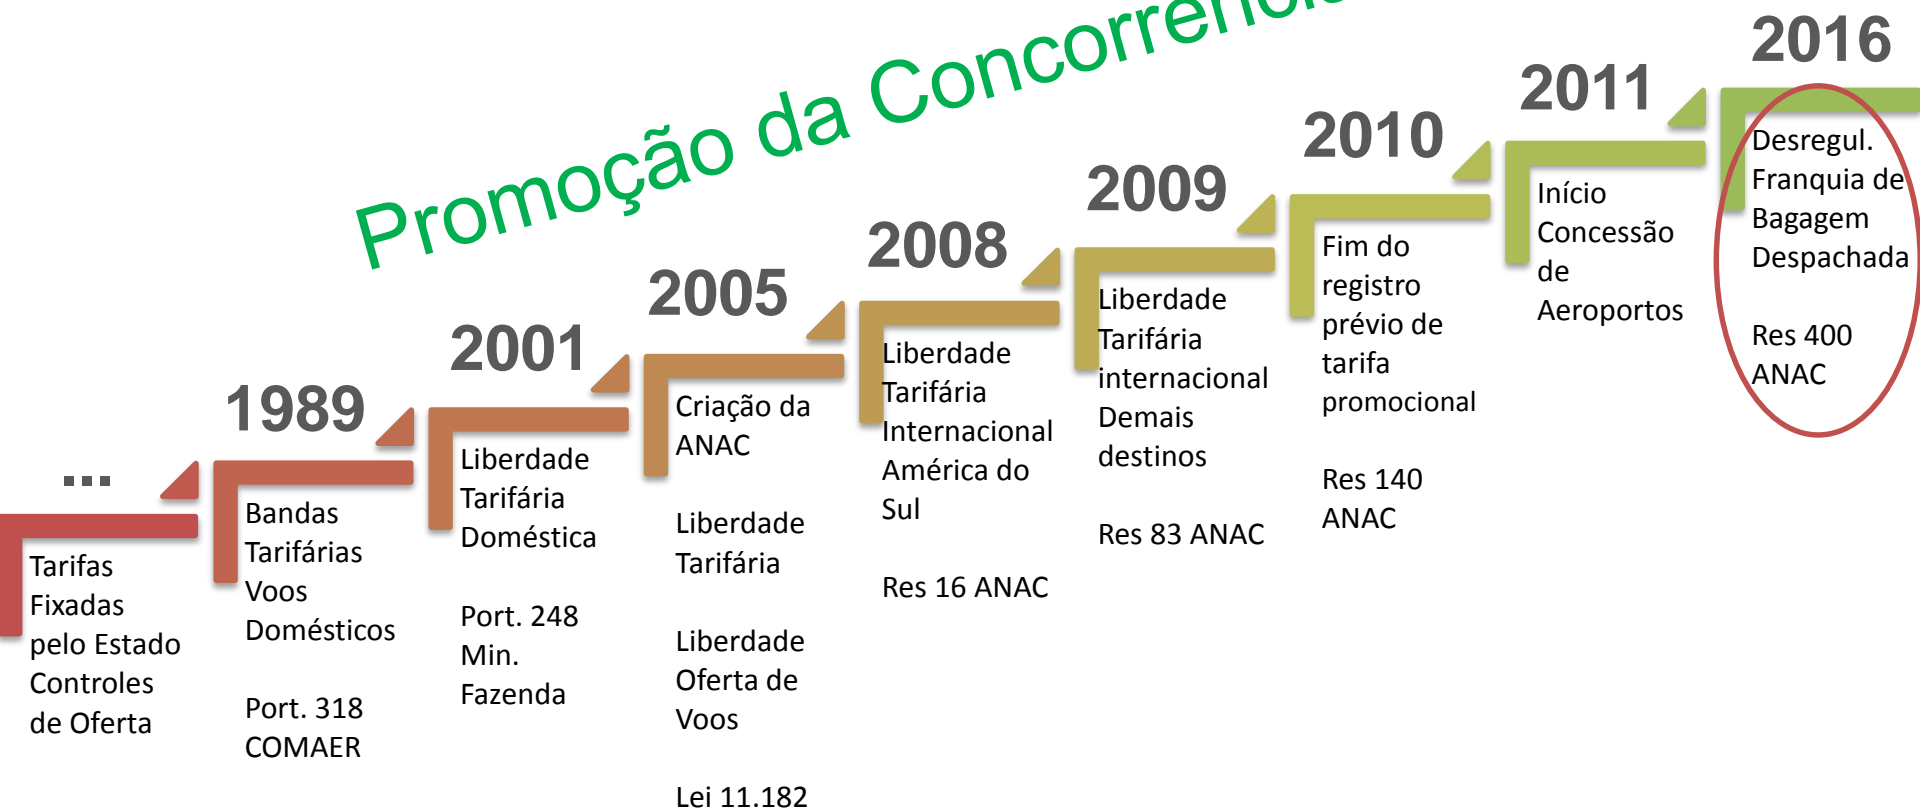 Promoção da Concorrência
...
Tarifas
Fixadas
pelo Estado
Controles
de Oferta
1989
Bandas
Tarifárias
Voos
Domésticos
Port. 318
COMAER
2001
Liberdade
Tarifária
Doméstica
Port. 248
Min.
Fazenda
2005
Criação da
ANAC
Liberdade
Tarifária
Liberdade
Oferta de
Voos
Lei 11.182
2008
Liberdade
Tarifária
Internacional
América do
Sul
Res 16 ANAC
2009
Liberdade
Tarifária
internacional
Demais
destinos
Res 83 ANAC
2010
Fim do
registro
prévio de
tarifa
promocional
Res 140
ANAC
2011
Início
Concessão
de
Aeroportos
2016
Desregul.
Franquia de
Bagagem
Despachada
Res 400
ANAC